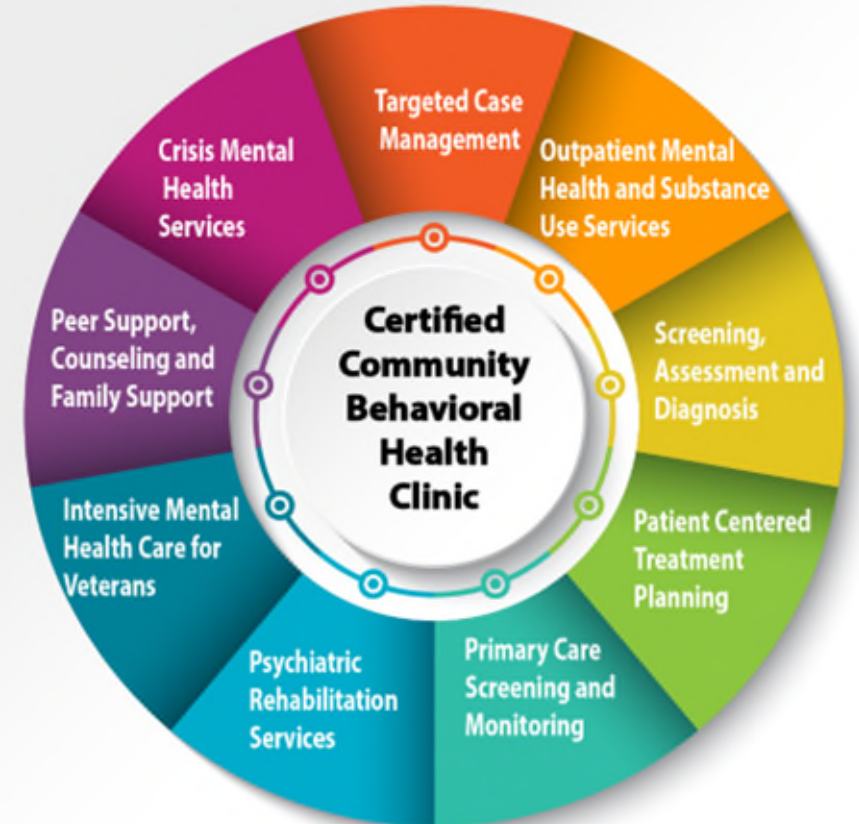 Targeted Case
Management
Outpatient Mental
Health and Substance
Use Services
Screening,
Assessment and
Diagnosis
Patient Centered
Treatment
Planning
Primary Care
Screening and
Monitoring
Psychiatric
Rehabilitation
Services
Intensive Mental
Health Care for
Veterans
Peer Support,
Counseling and
Family Support
Crisis Mental
Health
Services
Certified
Community
Behavioral
Health
Clinic